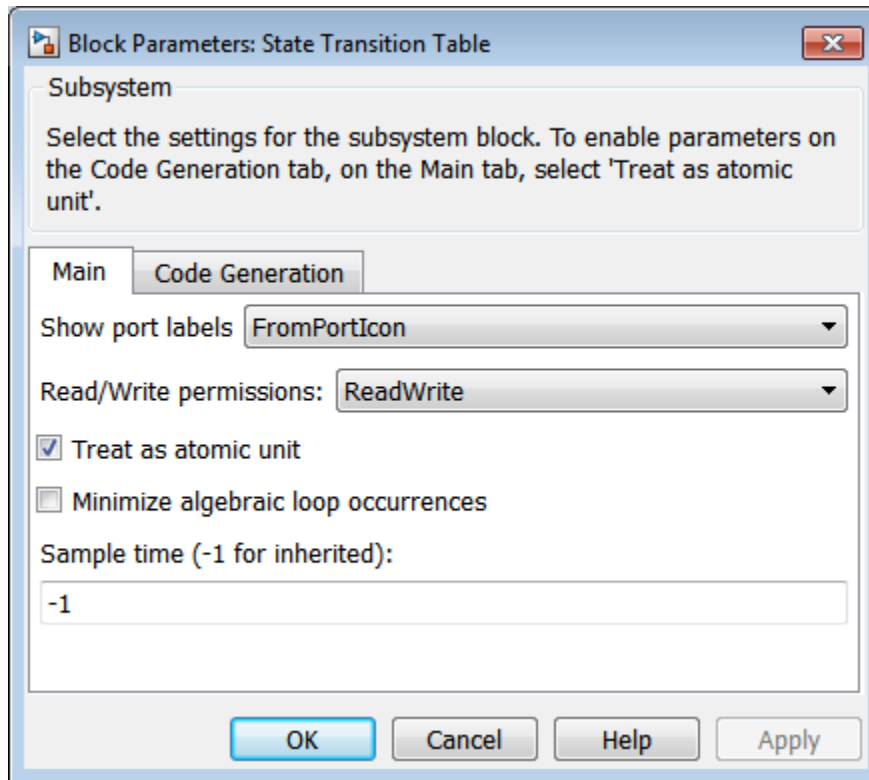 Block Parameters: State Transition Table
Subsystem
Select the settings for the subsystem block. To enable parameters on
the Code Generation tab, on the Main tab, select 'Treat as atomic
unit'.
Main Code Generation
Show port labels FromPortIcon
Read/Write permissions: ReadWrite
Treat as atomic unit
Minimize algebraic loop occurrences
Sample time (-1 for inherited):
-1
OK Cancel Help Apply